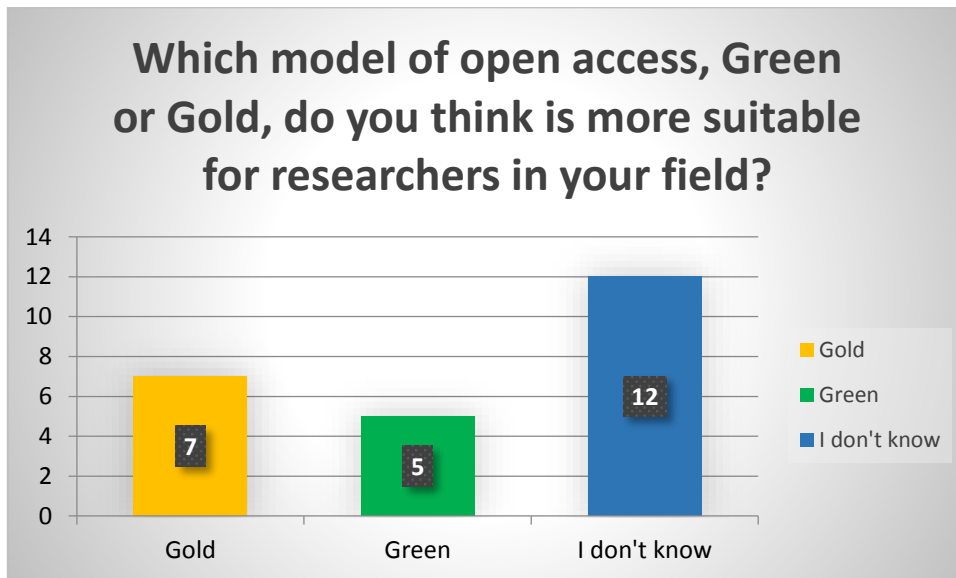 Which model of open access, Green
or Gold, do you think is more suitable
for researchers in your field?
14
12
10
8
6
4
2
0
7
5
12
Gold
Green
I don't know
Gold
Green
I don't know